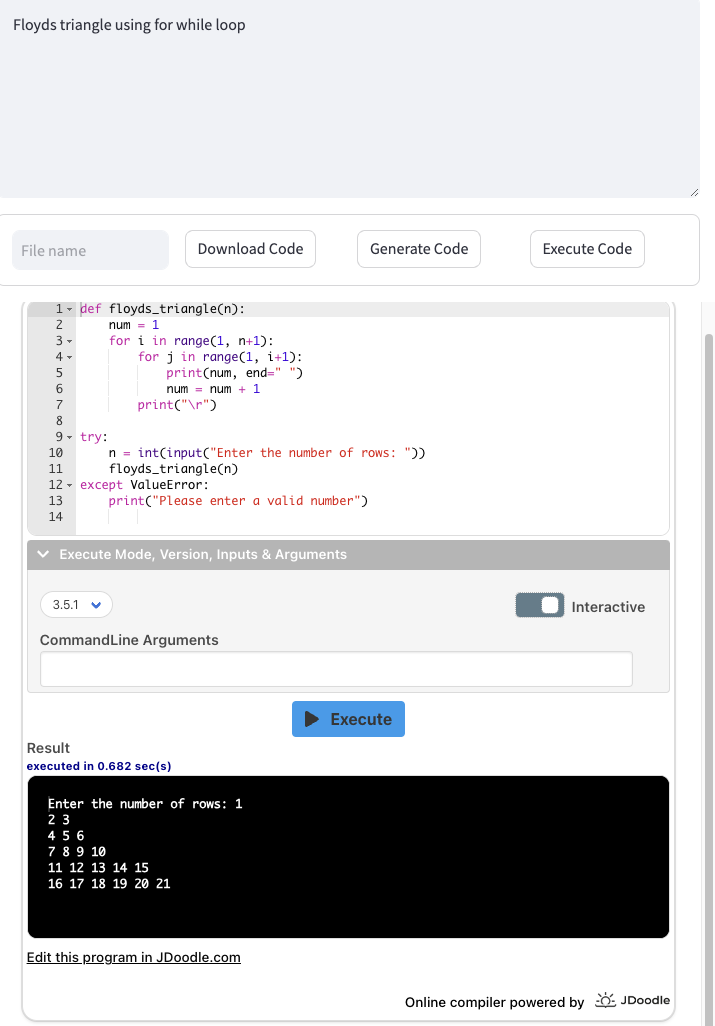 Floyds triangle using for while loop
File name
Download Code
Generate Code
Execute Code
1 def floyds_triangle(n):
2     num = 1
3     for i in range(1, n+1):
4         for j in range(1, i+1):
5             print(num, end=" ")
6             num = num + 1
7         print("\r")
8
9 try:
10     n = int(input("Enter the number of rows: "))
11     floyds_triangle(n)
12 except ValueError:
13     print("Please enter a valid number")
14
Execute Mode, Version, Inputs & Arguments
3.5.1
Interactive
CommandLine Arguments
Execute
Result
executed in 0.682 sec(s)
Enter the number of rows: 1
2 3
4 5 6
7 8 9 10
11 12 13 14 15
16 17 18 19 20 21
Edit this program in JDoodle.com
Online compiler powered by JDoodle